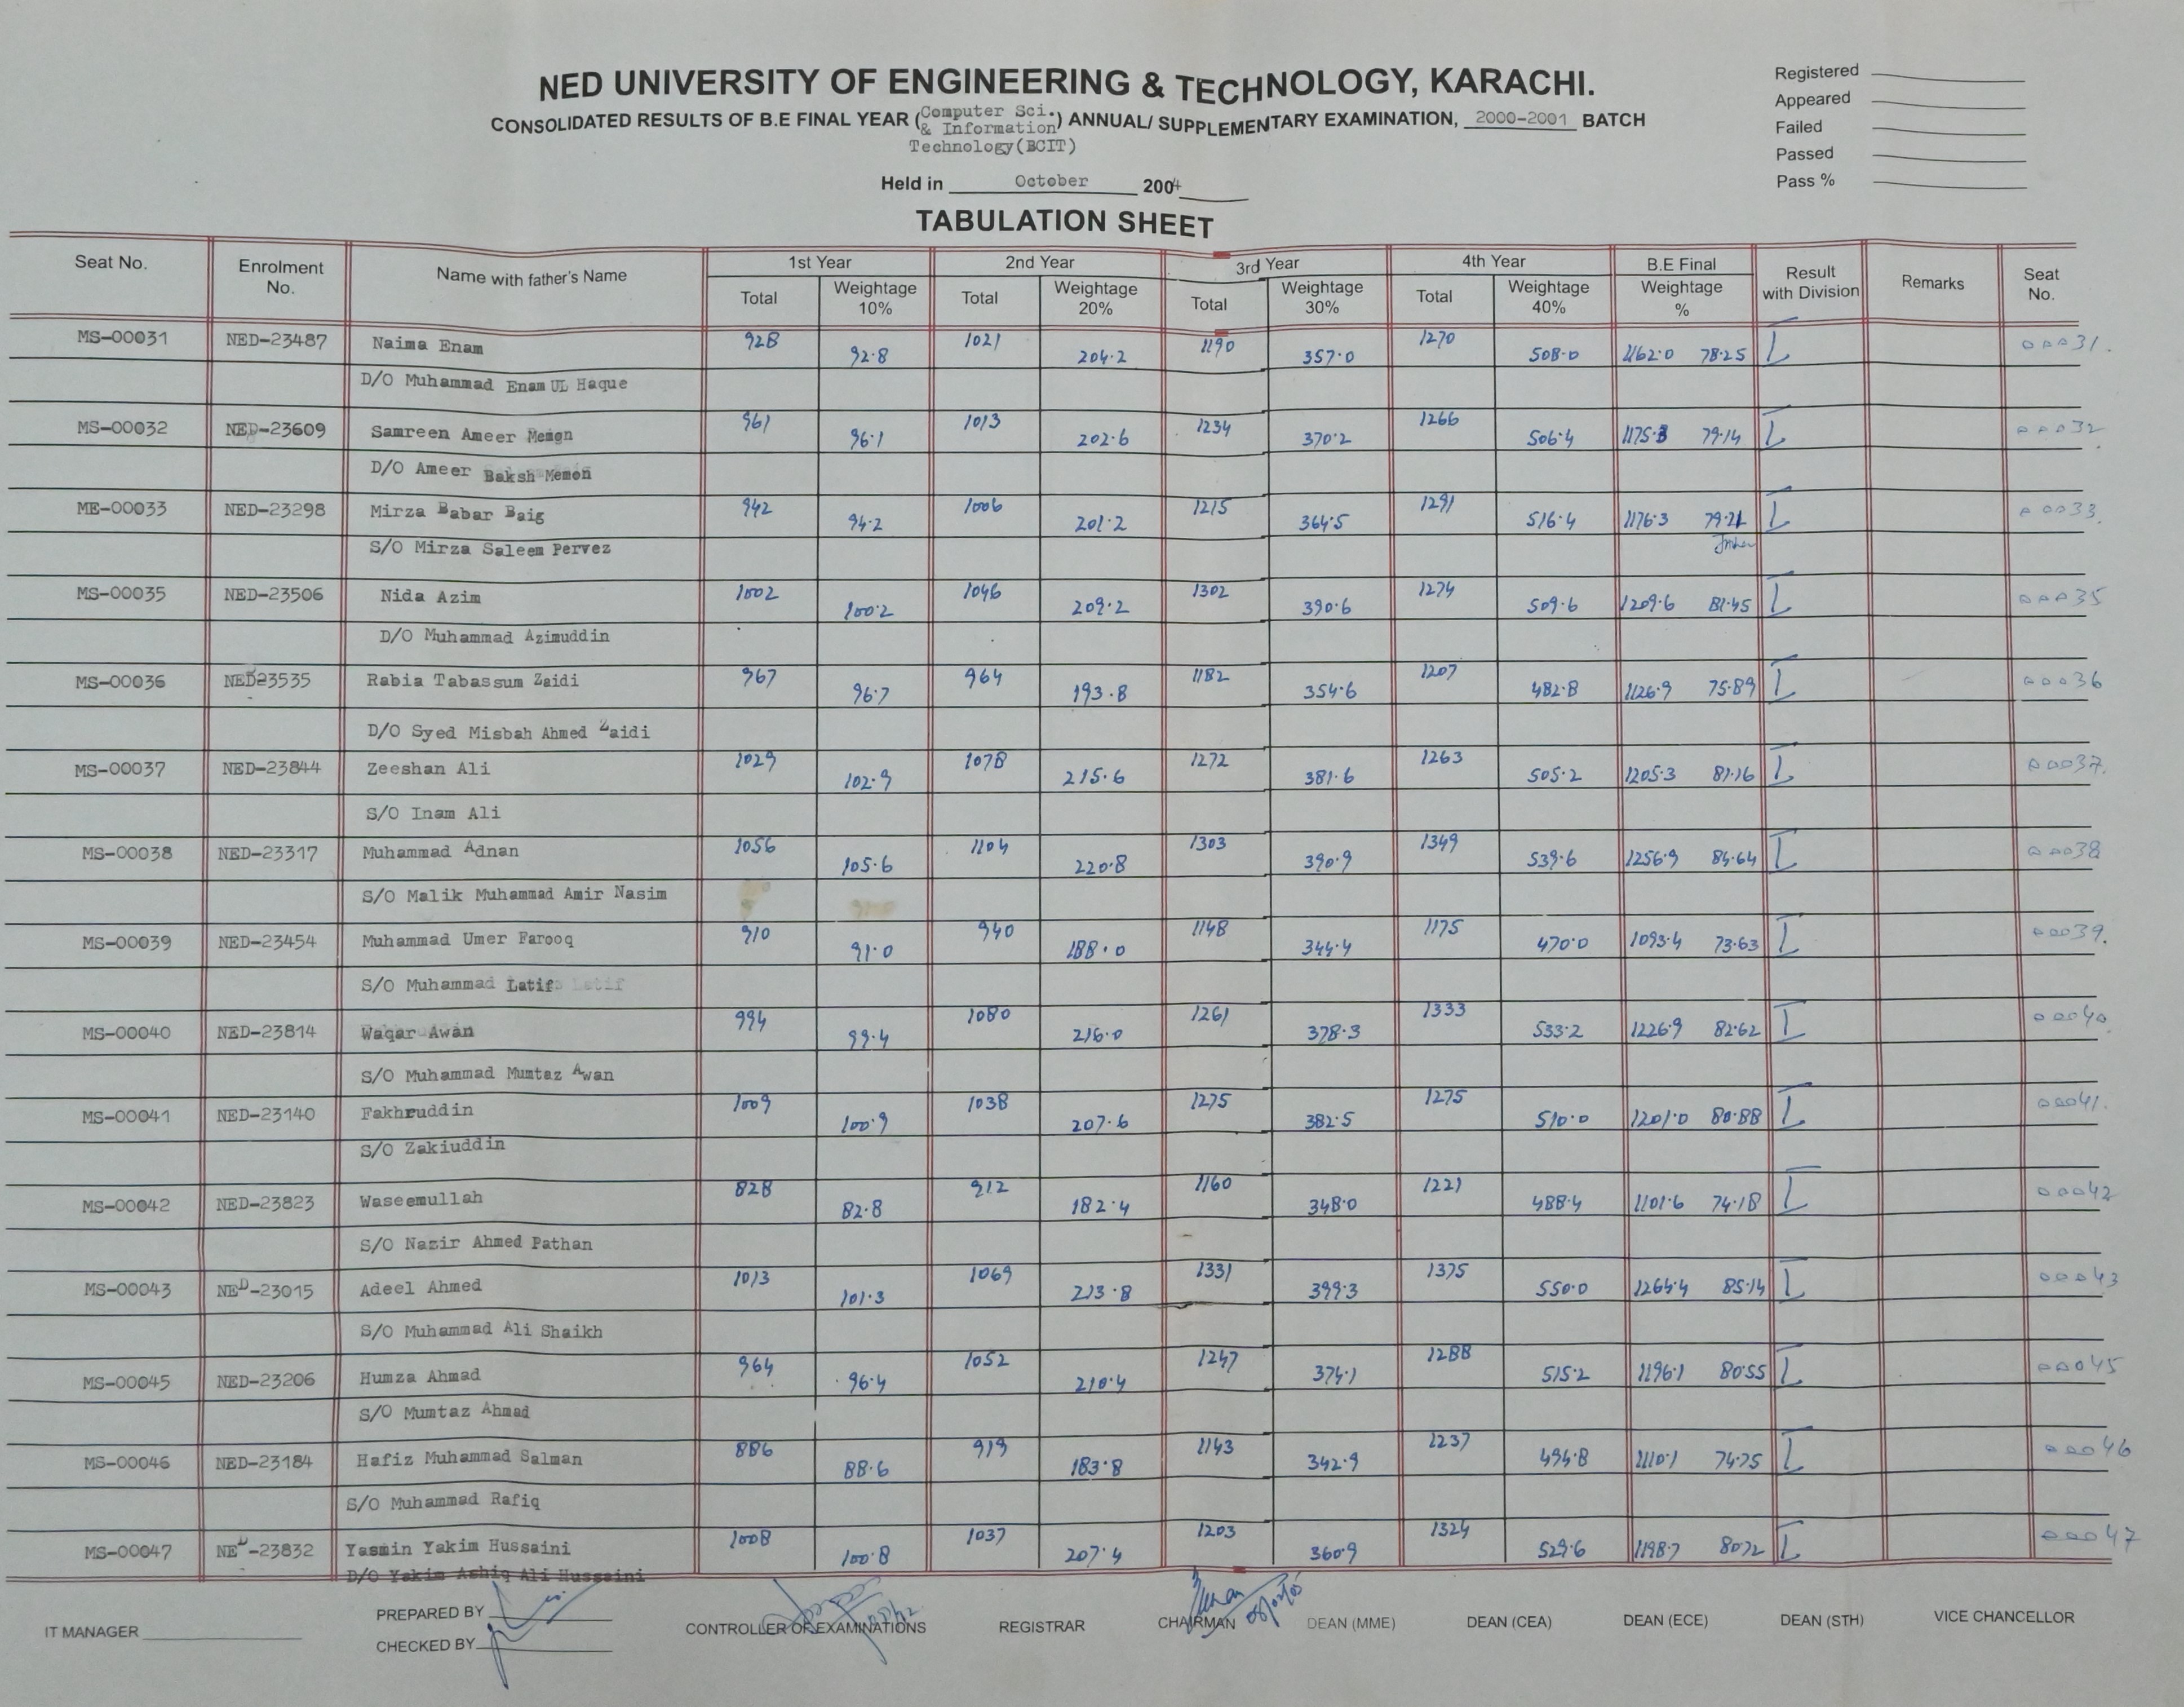 NED UNIVERSITY OF ENGINEERING & TECHNOLOGY, KARACHI.
CONSOLIDATED RESULTS OF B.E FINAL YEAR (Computer Sci. & Information Technology(BCIT)) ANNUAL/ SUPPLEMENTARY EXAMINATION, 2000-2001 BATCH
Held in October 2004
Registered
Appeared
Failed
Passed
Pass %
TABULATION SHEET
Seat No. Enrolment No. Name with father's Name 1st Year 2nd Year 3rd Year 4th Year B.E Final Result with Division Remarks Seat No.
Total Weightage 10% Total Weightage 20% Total Weightage 30% Total Weightage 40% Weightage %
MS-00031 NED-23487 Naima Enam 928 92.8 1021 204.2 1190 357.0 1270 508.0 1162.0 78.25 I 00031.
D/O Muhammad Enam UL Haque
MS-00032 NED-23609 Samreen Ameer Memon 961 96.1 1013 202.6 1234 370.2 1266 506.4 1175.3 79.14 I 00032
D/O Ameer Baksh Memon
ME-00033 NED-23298 Mirza Babar Baig 942 94.2 1006 201.2 1215 364.5 1291 516.4 1176.3 79.21 I 00033
S/O Mirza Saleem Pervez
MS-00035 NED-23506 Nida Azim 1002 100.2 1046 209.2 1302 390.6 1274 509.6 1209.6 81.45 I 00035
D/O Muhammad Azimuddin
MS-00036 NED23535 Rabia Tabassum Zaidi 967 96.7 964 193.8 1182 354.6 1207 482.8 1126.9 75.89 I 00036
D/O Syed Misbah Ahmed Zaidi
MS-00037 NED-23844 Zeeshan Ali 1029 102.9 1078 215.6 1272 381.6 1263 505.2 1205.3 81.16 I 00037.
S/O Inam Ali
MS-00038 NED-23317 Muhammad Adnan 1056 105.6 1104 220.8 1303 390.9 1349 539.6 1256.9 84.64 I 00038
S/O Malik Muhammad Amir Nasim
MS-00039 NED-23454 Muhammad Umer Farooq 910 91.0 940 188.0 1148 344.4 1175 470.0 1093.4 73.63 I 00039.
S/O Muhammad Latif
MS-00040 NED-23814 Waqar Awan 994 99.4 1080 216.0 1261 378.3 1333 533.2 1226.9 82.62 I 00040
S/O Muhammad Mumtaz Awan
MS-00041 NED-23140 Fakhruddin 1009 100.9 1038 207.6 1275 382.5 1275 510.0 1201.0 80.88 I 00041.
S/O Zakiuddin
MS-00042 NED-23823 Waseemullah 828 82.8 912 182.4 1160 348.0 1221 488.4 1101.6 74.18 I 00042
S/O Nazir Ahmed Pathan
MS-00043 NED-23015 Adeel Ahmed 1013 101.3 1069 213.8 1331 399.3 1375 550.0 1264.4 85.14 I 00043
S/O Muhammad Ali Shaikh
MS-00045 NED-23206 Humza Ahmad 964 96.4 1052 210.4 1247 374.1 1288 515.2 1196.1 80.55 I 00045
S/O Mumtaz Ahmad
MS-00046 NED-23184 Hafiz Muhammad Salman 886 88.6 919 183.8 1143 342.9 1237 494.8 1110.1 74.75 I 00046
S/O Muhammad Rafiq
MS-00047 NED-23832 Yasmin Yakim Hussaini 1008 100.8 1037 207.4 1203 360.9 1324 529.6 1198.7 80.72 I 00047
D/O Yakim Ashiq Ali Hussaini
IT MANAGER PREPARED BY CONTROLLER OF EXAMINATIONS REGISTRAR CHAIRMAN DEAN (MME) DEAN (CEA) DEAN (ECE) DEAN (STH) VICE CHANCELLOR
CHECKED BY